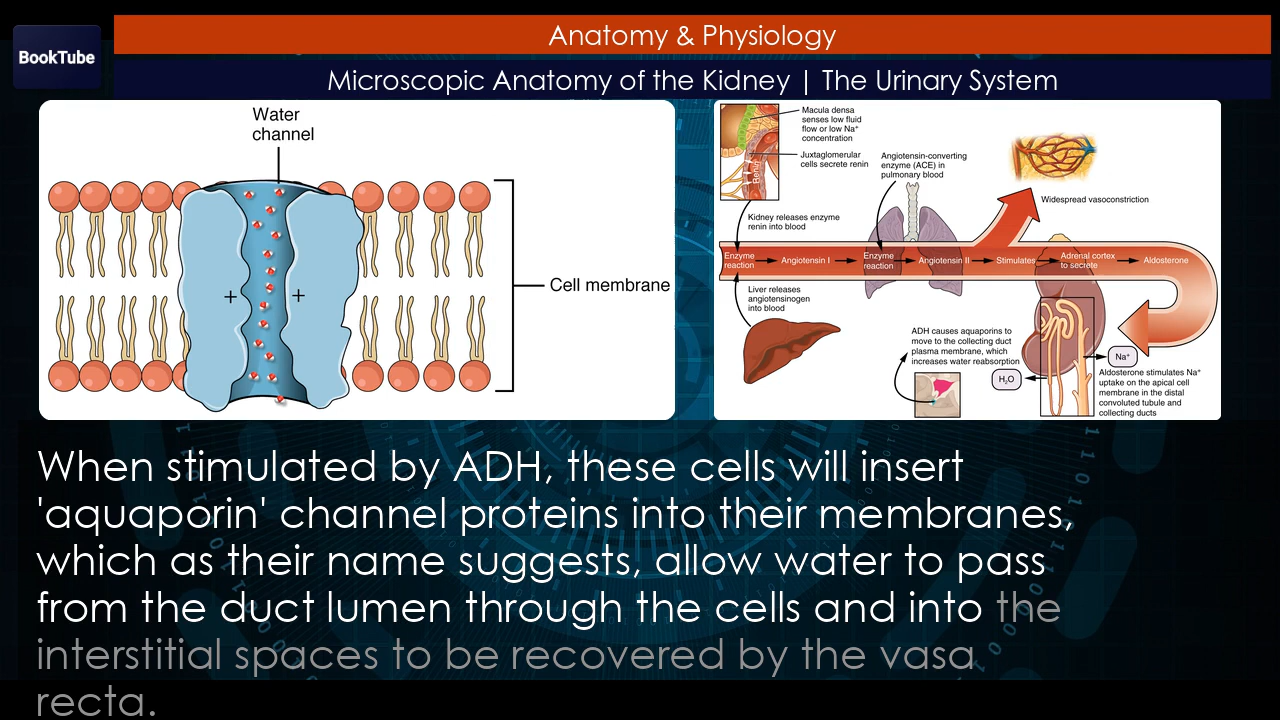 BookTube
Anatomy & Physiology
Microscopic Anatomy of the Kidney | The Urinary System
Water
channel
+
+
Cell membrane
Macula densa
senses low fluid
flow or low Na⁺
concentration
Juxtaglomerular
cells secrete renin
Renin
Angiotensin-converting
enzyme (ACE) in
pulmonary blood
Widespread vasoconstriction
Kidney releases enzyme
renin into blood
Enzyme
reaction
Angiotensin I
Enzyme
reaction
Angiotensin II
Stimulates
Adrenal cortex
to secrete
Aldosterone
Liver releases
angiotensinogen
into blood
ADH causes aquaporins to
move to the collecting duct
plasma membrane, which
increases water reabsorption
H₂O
Na⁺
Aldosterone stimulates Na⁺
uptake on the apical cell
membrane in the distal
convoluted tubule and
collecting ducts
When stimulated by ADH, these cells will insert
'aquaporin' channel proteins into their membranes,
which as their name suggests, allow water to pass
from the duct lumen through the cells and into the
interstitial spaces to be recovered by the vasa
recta.